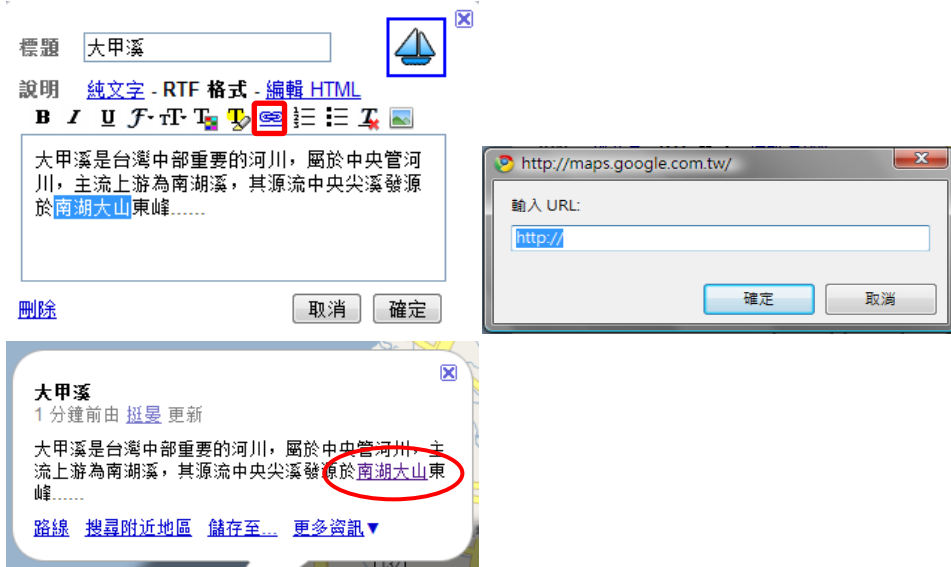 標題 大甲溪
說明 純文字 - RTF 格式 - 編輯 HTML
B I U F T T T T
大甲溪是台灣中部重要的河川，屬於中央管河
川，主流上游為南湖溪，其源流中央尖溪發源
於南湖大山東峰......
刪除 取消 確定
http://maps.google.com.tw/
輸入 URL:
http://
確定 取消
大甲溪
1 分鐘前由 挺晏 更新
大甲溪是台灣中部重要的河川，屬於中央管河川，主
流上游為南湖溪，其源流中央尖溪發源於南湖大山東
峰......
路線 搜尋附近地區 儲存至... 更多資訊▼